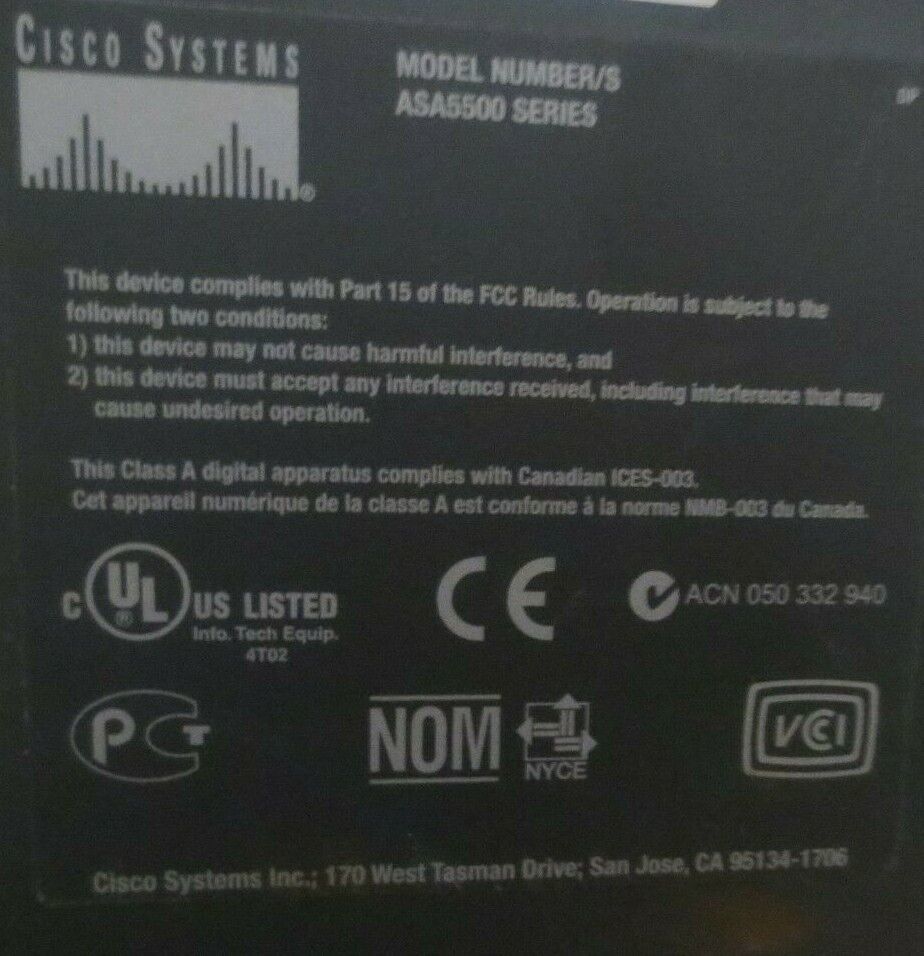 CISCO SYSTEMS
®
MODEL NUMBER/S
ASA5500 SERIES
This device complies with Part 15 of the FCC Rules. Operation is subject to the
following two conditions:
1) this device may not cause harmful interference, and
2) this device must accept any interference received, including interference that may
cause undesired operation.
This Class A digital apparatus complies with Canadian ICES-003.
Cet appareil numérique de la classe A est conforme à la norme NMB-003 du Canada.
C UL ® US LISTED
Info. Tech Equip.
4T02
CE
ACN 050 332 940
PCT
NOM
NYCE
VCCI
Cisco Systems Inc.; 170 West Tasman Drive; San Jose, CA 95134-1706